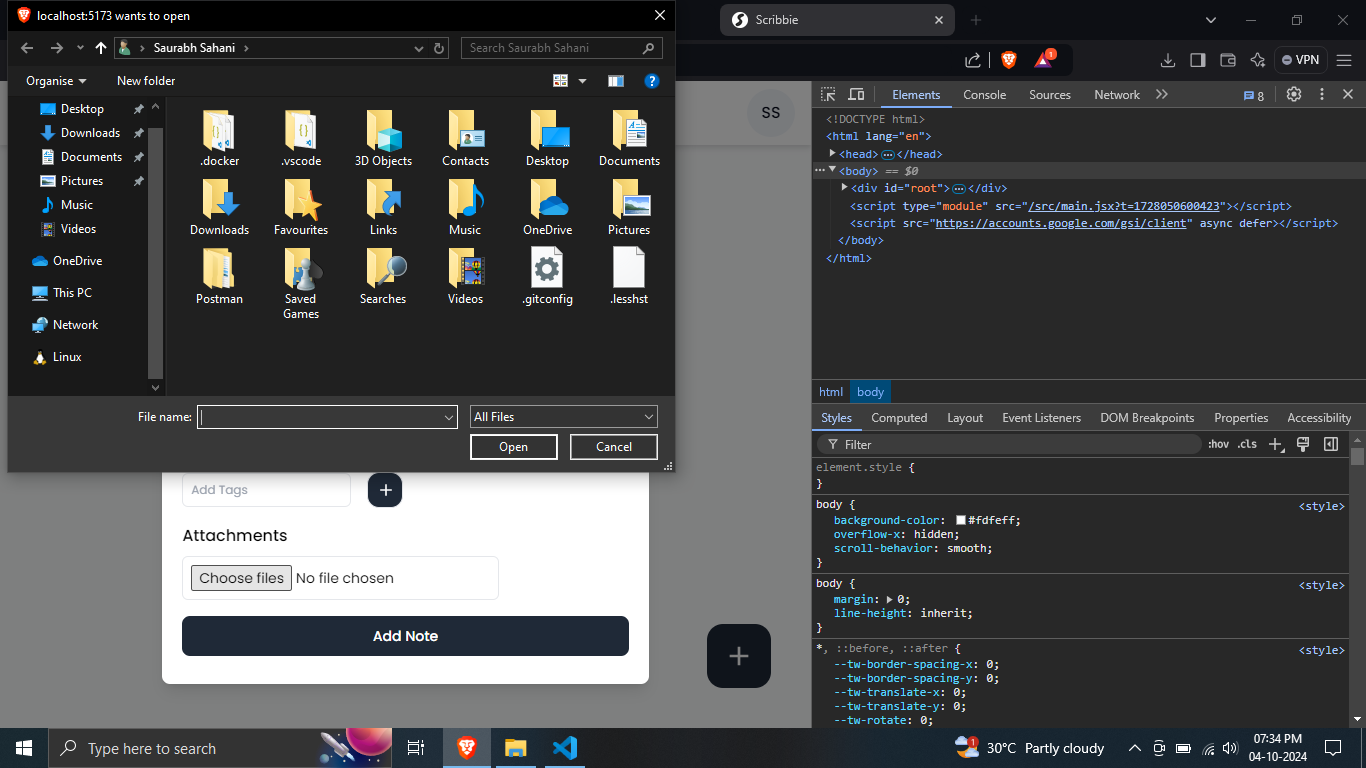 localhost:5173 wants to open
Scribbie
Saurabh Sahani
Search Saurabh Sahani
1
VPN
Organise
New folder
Desktop
Downloads
Documents
Pictures
Music
Videos
OneDrive
This PC
Network
Linux
.docker
.vscode
3D Objects
Contacts
Desktop
Documents
Downloads
Favourites
Links
Music
OneDrive
Pictures
Postman
Saved Games
Searches
Videos
.gitconfig
.lesshst
File name:
All Files
Open
Cancel
SS
Add Tags
Attachments
Choose files No file chosen
Add Note
Elements
Console
Sources
Network
8
<!DOCTYPE html>
<html lang="en">
<head>…</head>
… <body> == $0
<div id="root">…</div>
<script type="module" src="/src/main.jsx?t=1728050600423"></script>
<script src="https://accounts.google.com/gsi/client" async defer></script>
</body>
</html>
html body
Styles
Computed
Layout
Event Listeners
DOM Breakpoints
Properties
Accessibility
Filter
:hov .cls
element.style {
}
body {
<style>
background-color: #fdfeff;
overflow-x: hidden;
scroll-behavior: smooth;
}
body {
<style>
margin: 0;
line-height: inherit;
}
*, ::before, ::after {
<style>
--tw-border-spacing-x: 0;
--tw-border-spacing-y: 0;
--tw-translate-x: 0;
--tw-translate-y: 0;
--tw-rotate: 0;
Type here to search
1
30°C Partly cloudy
07:34 PM
04-10-2024